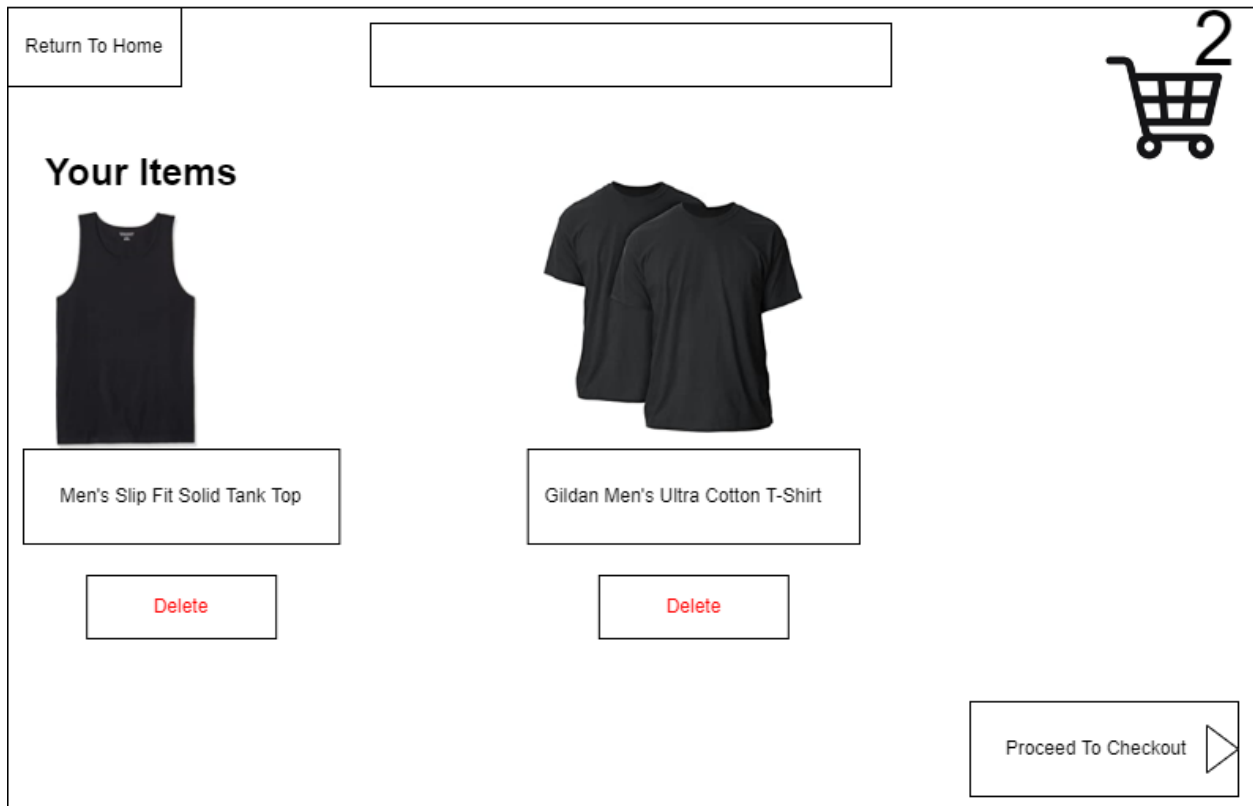 Return To Home
2
Your Items
Men's Slip Fit Solid Tank Top
Gildan Men's Ultra Cotton T-Shirt
Delete
Delete
Proceed To Checkout